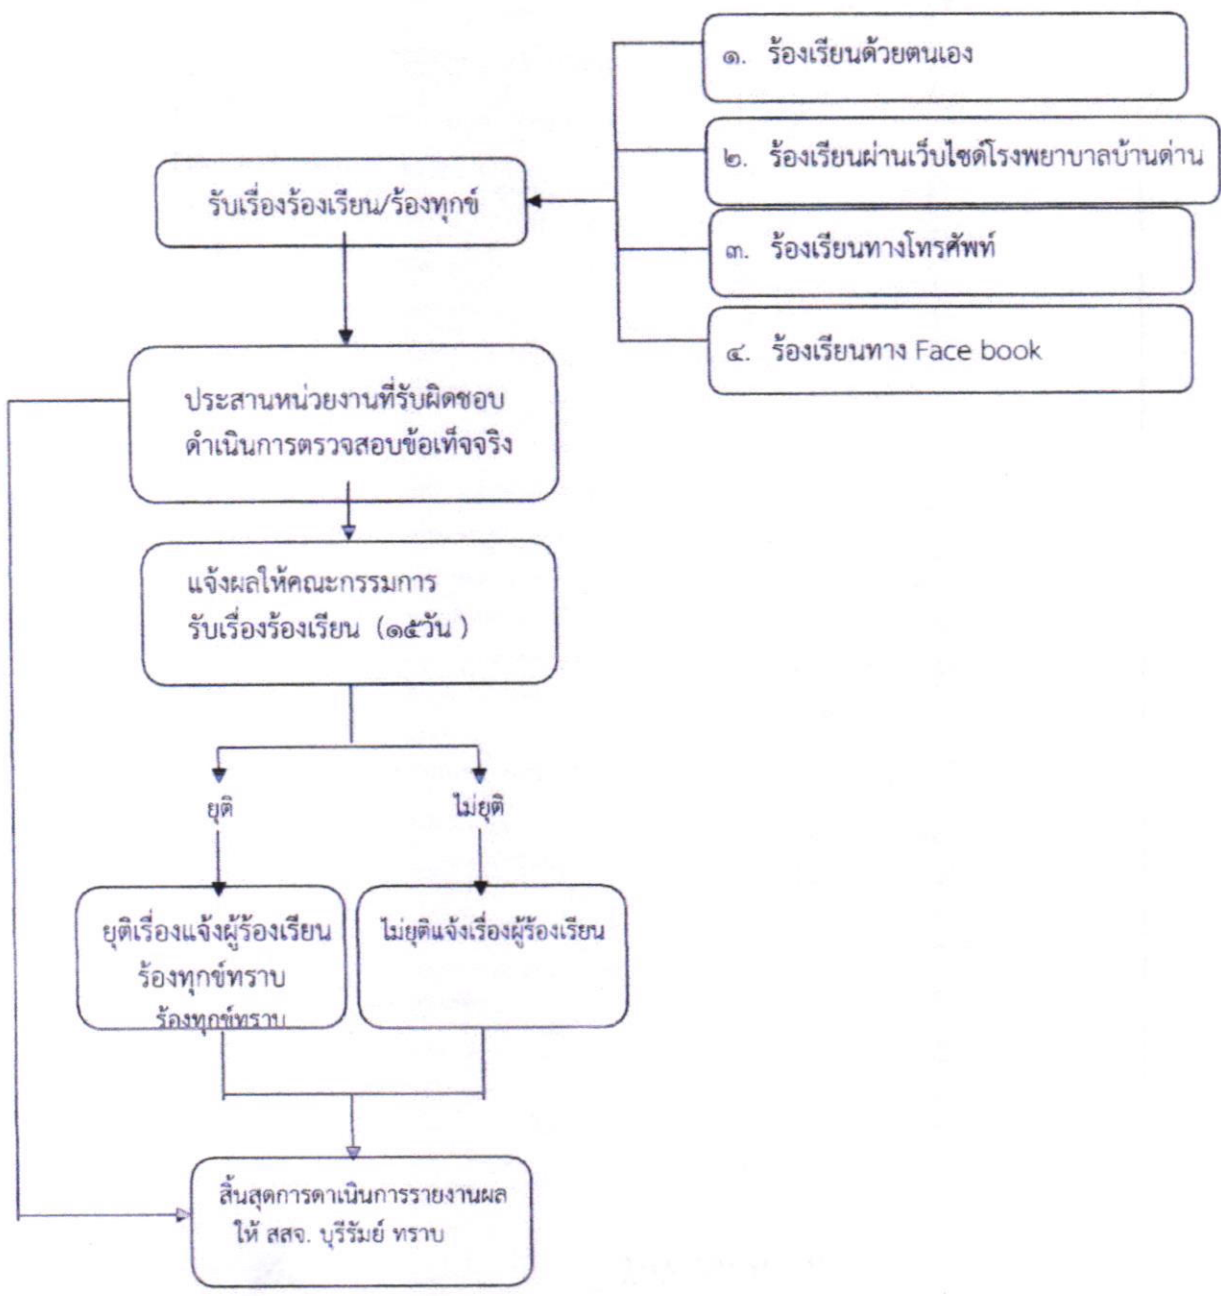 ๑. ร้องเรียนด้วยตนเอง
๒. ร้องเรียนผ่านเว็บไซด์โรงพยาบาลบ้านด่าน
รับเรื่องร้องเรียน/ร้องทุกข์
๓. ร้องเรียนทางโทรศัพท์
๔. ร้องเรียนทาง Face book
ประสานหน่วยงานที่รับผิดชอบ
ดำเนินการตรวจสอบข้อเท็จจริง
แจ้งผลให้คณะกรรมการ
รับเรื่องร้องเรียน (๑๕วัน )
ยุติ
ไม่ยุติ
ยุติเรื่องแจ้งผู้ร้องเรียน
ร้องทุกข์ทราบ
ร้องทุกข์ทราบ
ไม่ยุติแจ้งเรื่องผู้ร้องเรียน
สิ้นสุดการดาเนินการรายงานผล
ให้ สสจ. บุรีรัมย์ ทราบ